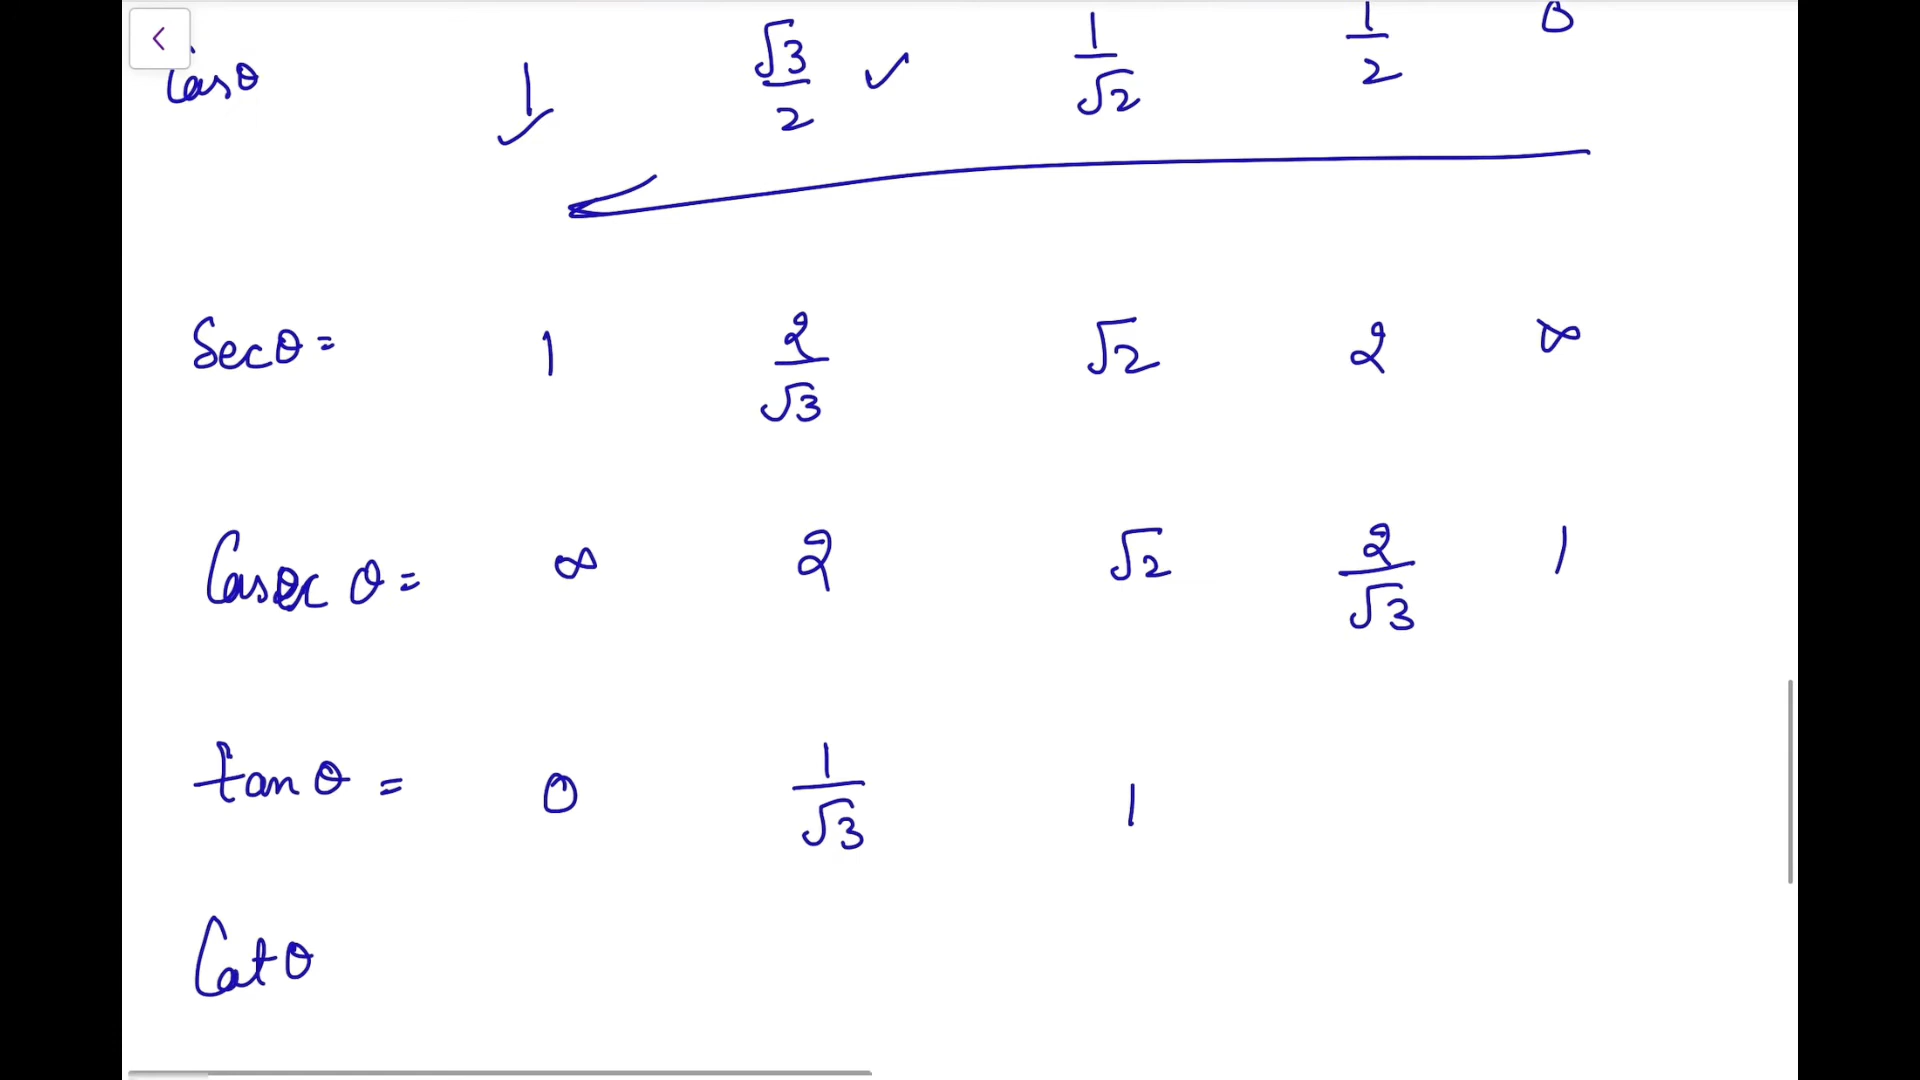 Cosθ 1 √3/2 ✓ 1/√2 1/2 0
Secθ = 1 2/√3 √2 2 ∞
Cosec θ = ∞ 2 √2 2/√3 1
tan θ = 0 1/√3 1
Cot θ